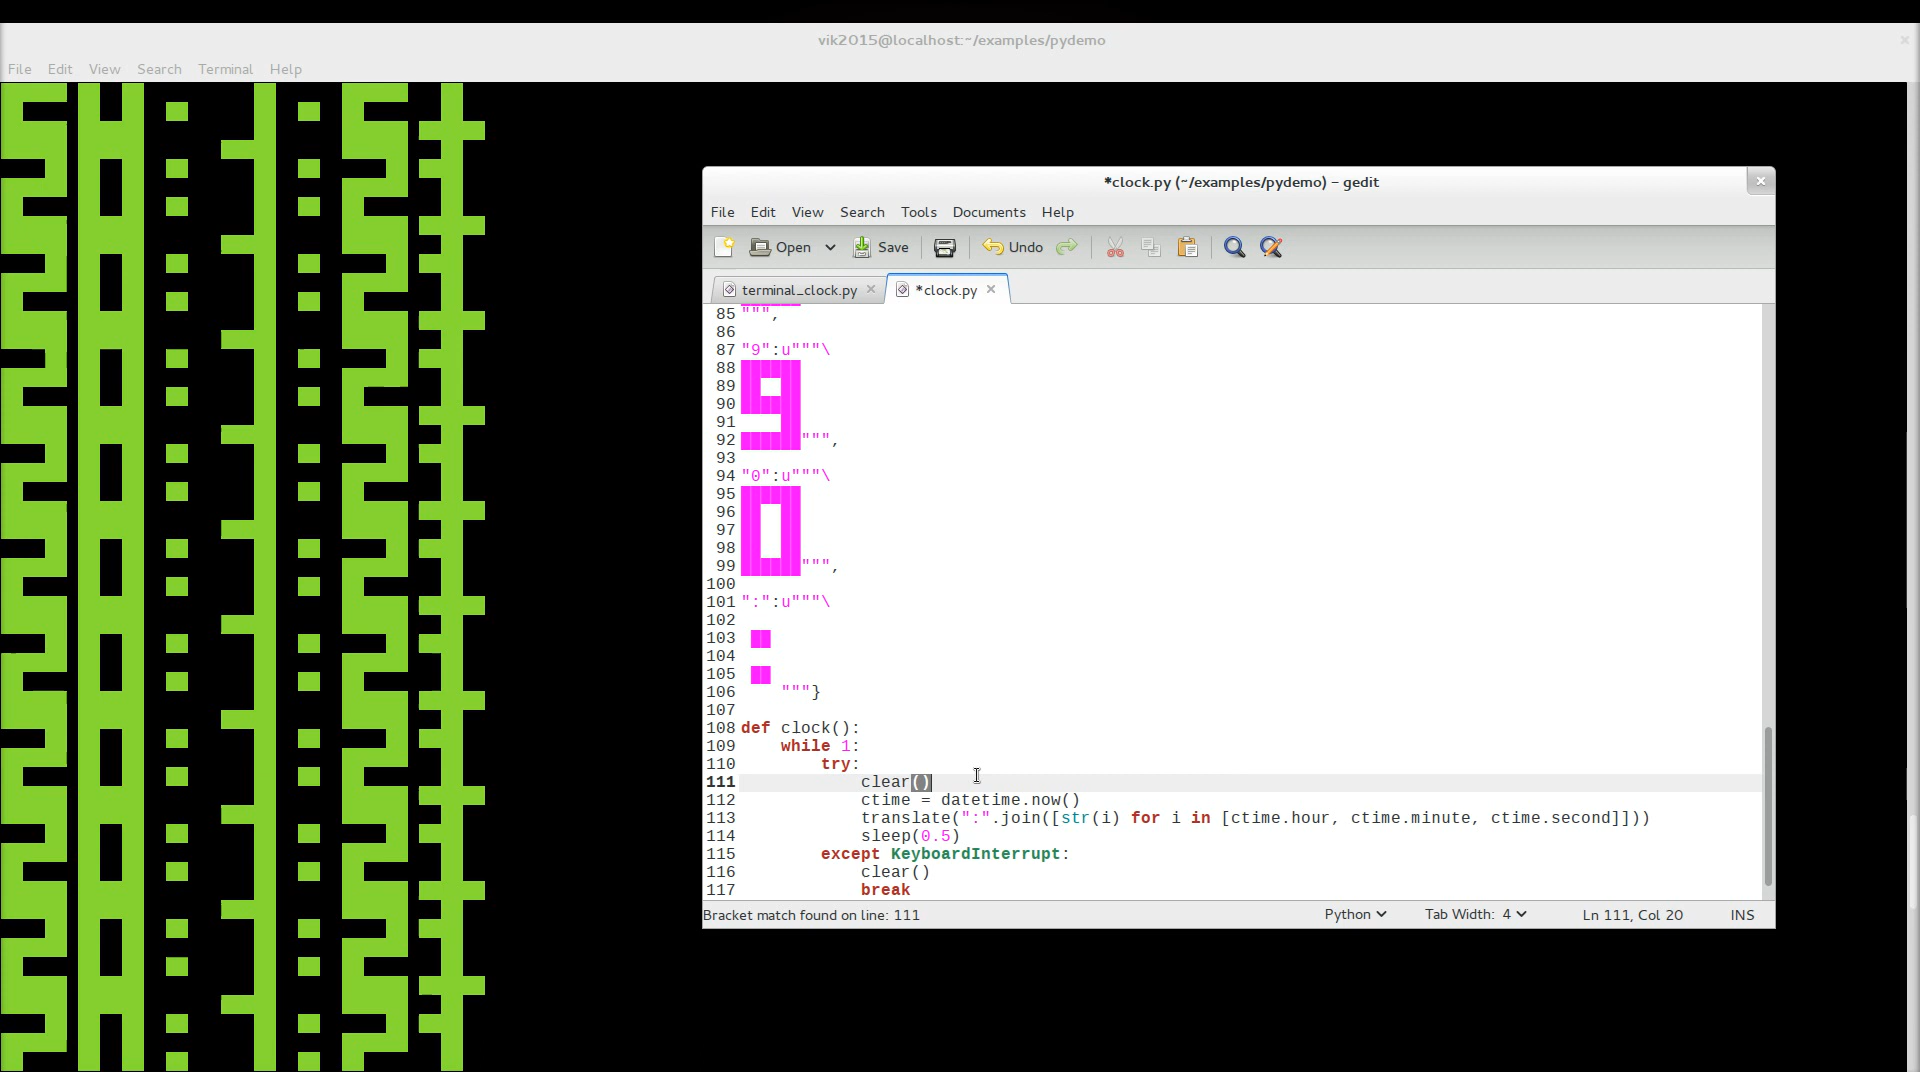 vik2015@localhost:~/examples/pydemo
File Edit View Search Terminal Help
*clock.py (~/examples/pydemo) – gedit
File Edit View Search Tools Documents Help
Open Save Undo
terminal_clock.py *clock.py
85 """,
86
87 "9":u"""\
88 ██████
89 ██  ██
90 ██████
91     ██
92 ██████""",
93
94 "0":u"""\
95 ██████
96 ██  ██
97 ██  ██
98 ██  ██
99 ██████""",
100
101 ":":u"""\
102
103  ██
104
105  ██
106     """}
107
108 def clock():
109     while 1:
110         try:
111             clear()
112             ctime = datetime.now()
113             translate(":".join([str(i) for i in [ctime.hour, ctime.minute, ctime.second]]))
114             sleep(0.5)
115         except KeyboardInterrupt:
116             clear()
117             break
Bracket match found on line: 111 Python Tab Width: 4 Ln 111, Col 20 INS